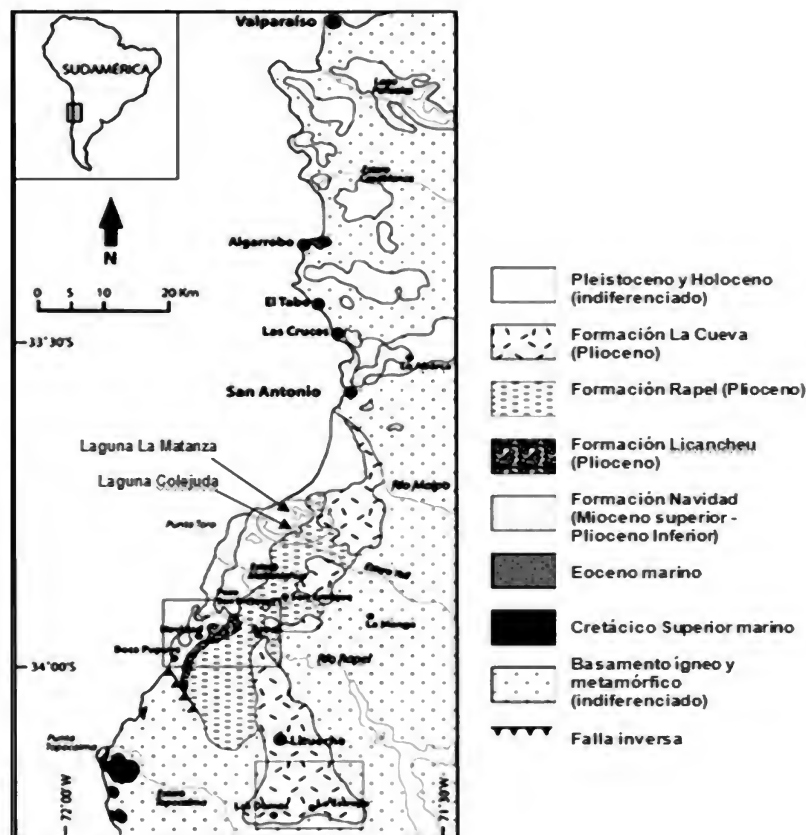 Valparaíso
SUDAMÉRICA
N
Algarrobo
0 5 10 20 Km
El Tabo
Las Cruces
33°30'S
San Antonio
Laguna La Matanza
Río Maipo
Laguna Colejuda
Punta Toro
Boca Pupuya
34°00'S
Río Rapel
Litueche
Punta Topocalma
72°00'W
71°30'W
Pleistoceno y Holoceno
(indiferenciado)
Formación La Cueva
(Plioceno)
Formación Rapel (Plioceno)
Formación Licancheu
(Plioceno)
Formación Navidad
(Mioceno superior -
Plioceno Inferior)
Eoceno marino
Cretácico Superior marino
Basamento ígneo y
metamórfico
(indiferenciado)
Falla inversa